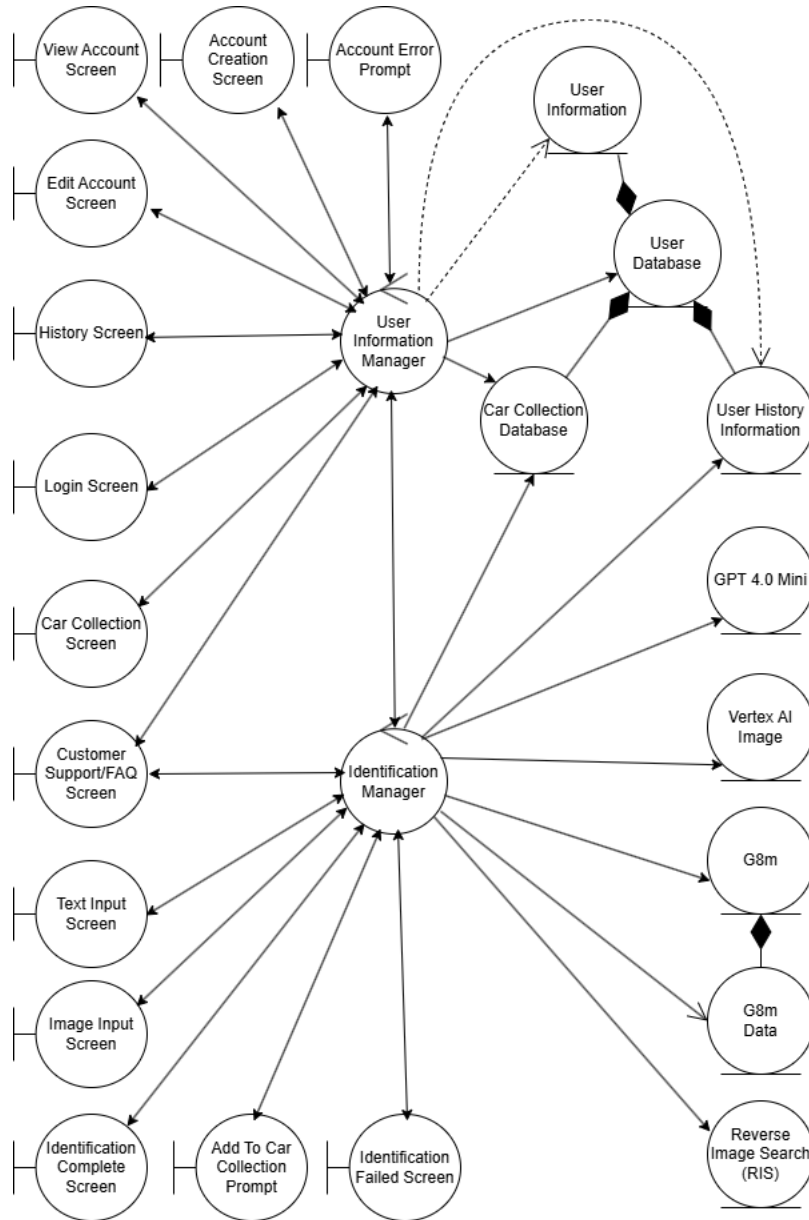 View Account
Screen
Account
Creation
Screen
Account Error
Prompt
User
Information
Edit Account
Screen
User
Database
History Screen
User
Information
Manager
Car Collection
Database
User History
Information
Login Screen
GPT 4.0 Mini
Car Collection
Screen
Vertex AI
Image
Customer
Support/FAQ
Screen
Identification
Manager
G8m
Text Input
Screen
Image Input
Screen
G8m
Data
Identification
Complete
Screen
Add To Car
Collection
Prompt
Identification
Failed Screen
Reverse
Image Search
(RIS)